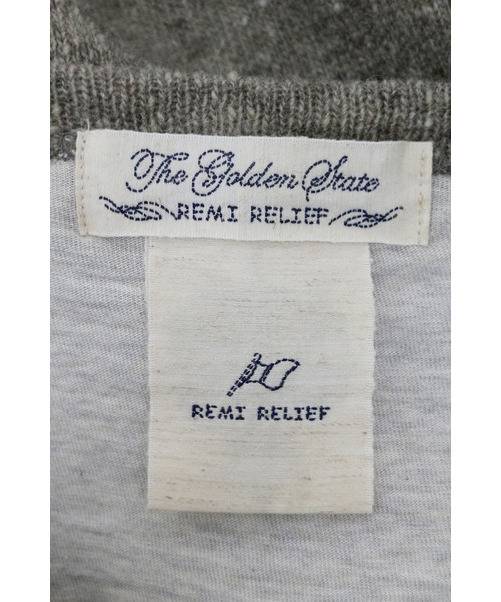 The Golden State
REMI RELIEF
REMI RELIEF